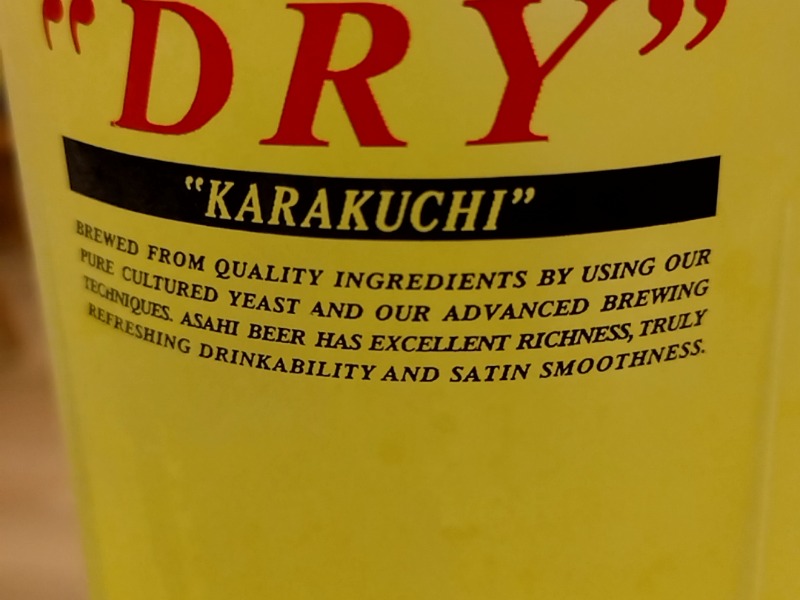 "DRY"
"KARAKUCHI"
BREWED FROM QUALITY INGREDIENTS BY USING OUR
PURE CULTURED YEAST AND OUR ADVANCED BREWING
TECHNIQUES. ASAHI BEER HAS EXCELLENT RICHNESS, TRULY
REFRESHING DRINKABILITY AND SATIN SMOOTHNESS.